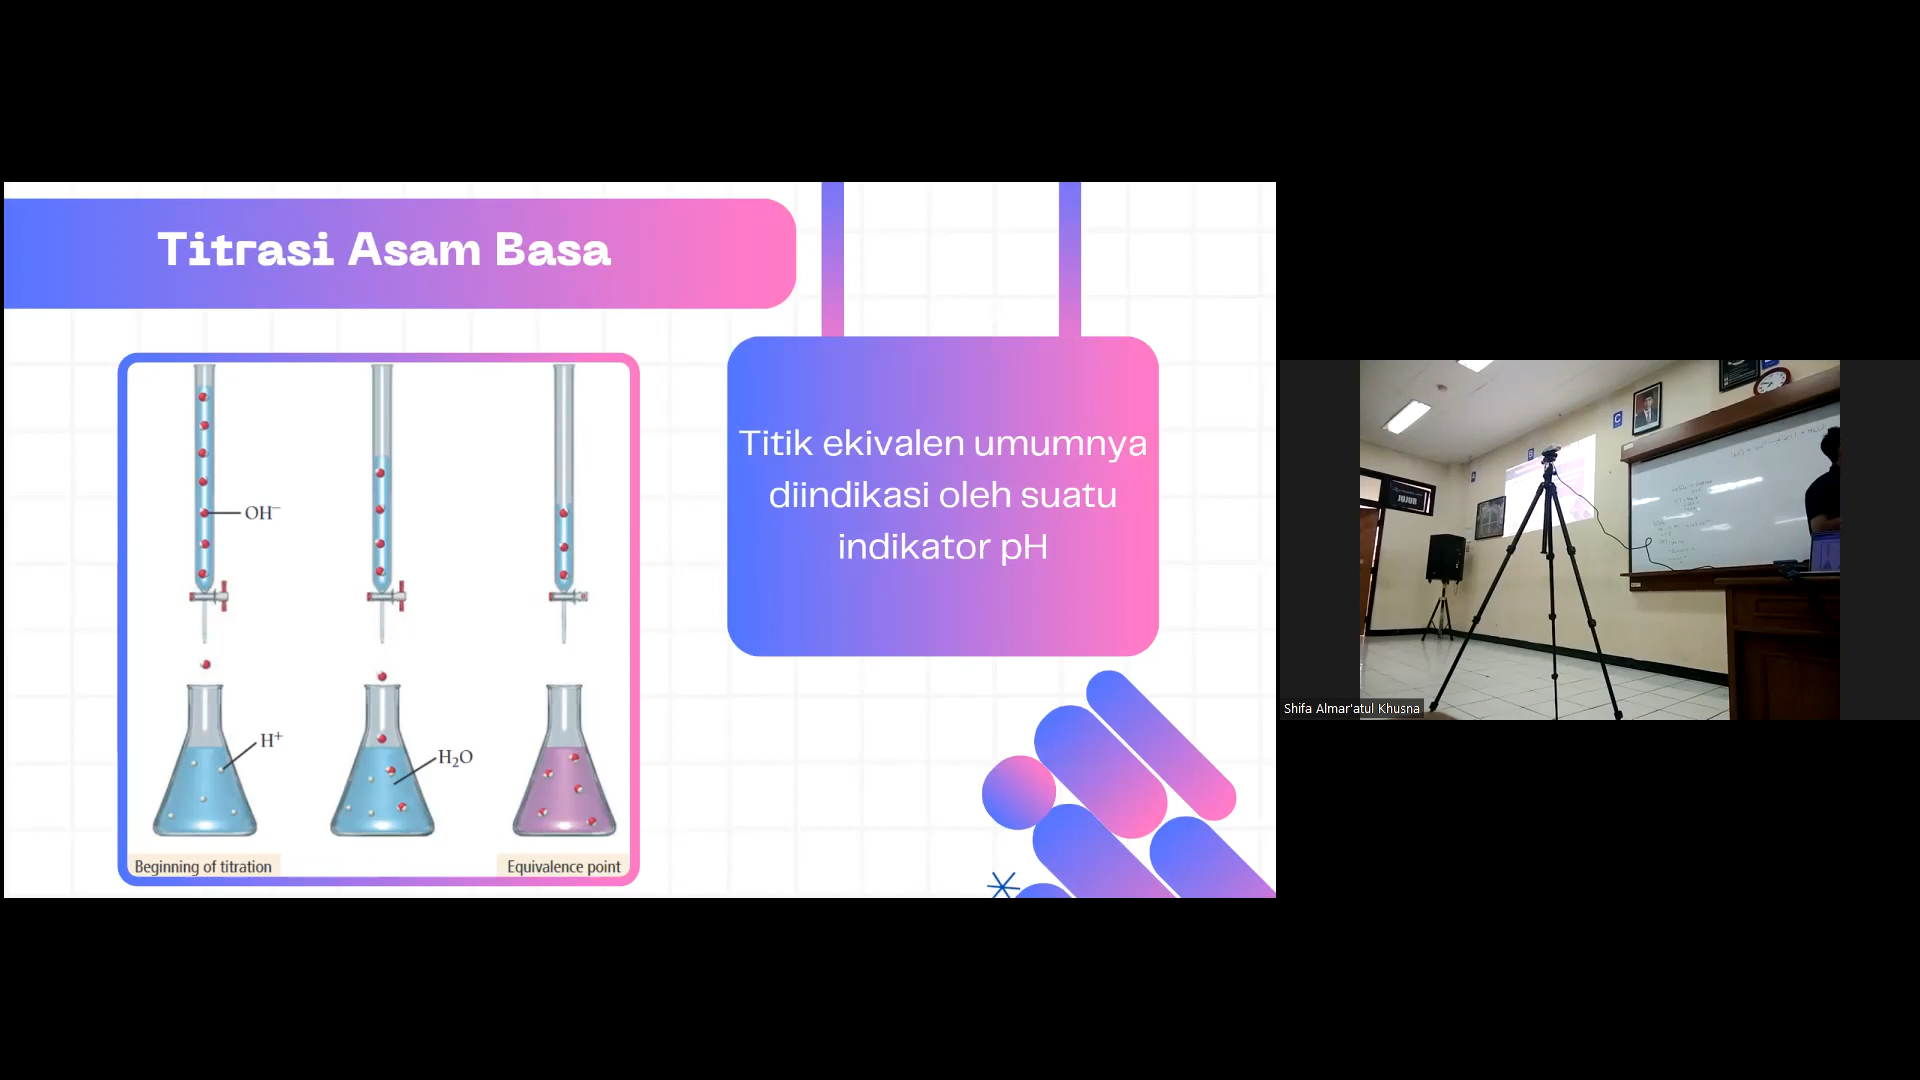 Titrasi Asam Basa
OH⁻
H⁺
H₂O
Beginning of titration
Equivalence point
Titik ekivalen umumnya
diindikasi oleh suatu
indikator pH
C
B
A
JUJUR
Shifa Almar'atul Khusna